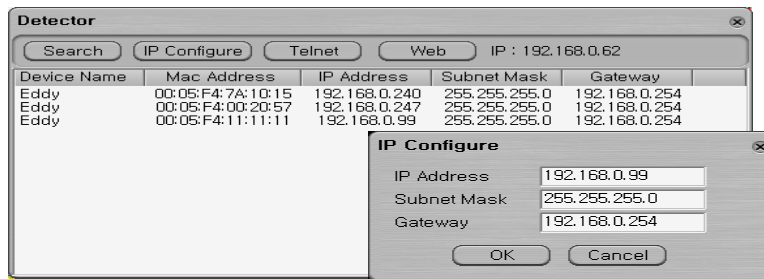 Detector
Search IP Configure Telnet Web IP : 192.168.0.62
Device Name Mac Address IP Address Subnet Mask Gateway
Eddy 00:05:F4:7A:10:15 192.168.0.240 255.255.255.0 192.168.0.254
Eddy 00:05:F4:00:20:57 192.168.0.247 255.255.255.0 192.168.0.254
Eddy 00:05:F4:11:11:11 192.168.0.99 255.255.255.0 192.168.0.254
IP Configure
IP Address 192.168.0.99
Subnet Mask 255.255.255.0
Gateway 192.168.0.254
OK Cancel